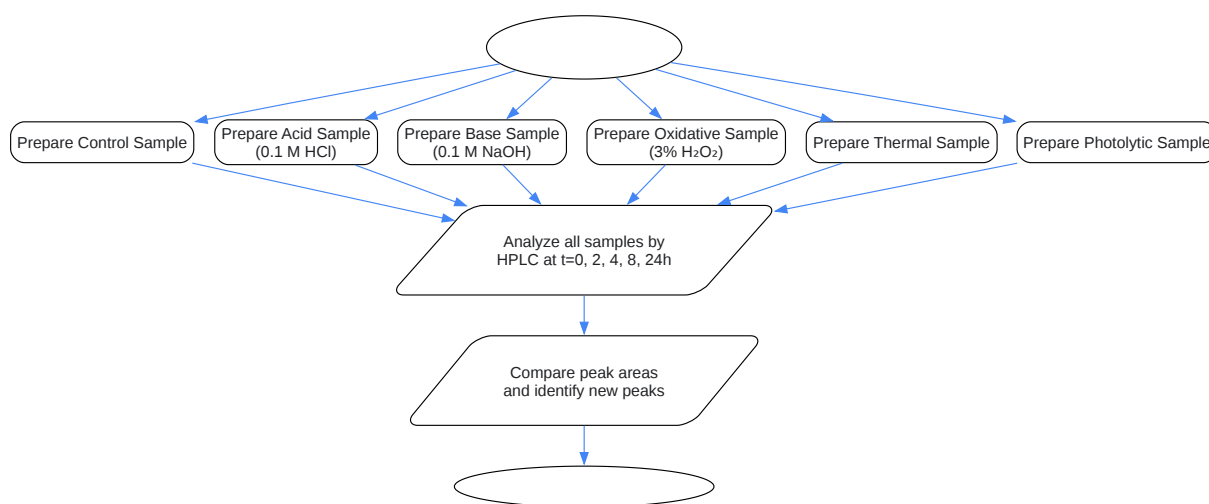 Prepare Control Sample
Prepare Acid Sample
(0.1 M HCl)
Prepare Base Sample
(0.1 M NaOH)
Prepare Oxidative Sample
(3% H₂O₂)
Prepare Thermal Sample
Prepare Photolytic Sample
Analyze all samples by
HPLC at t=0, 2, 4, 8, 24h
Compare peak areas
and identify new peaks